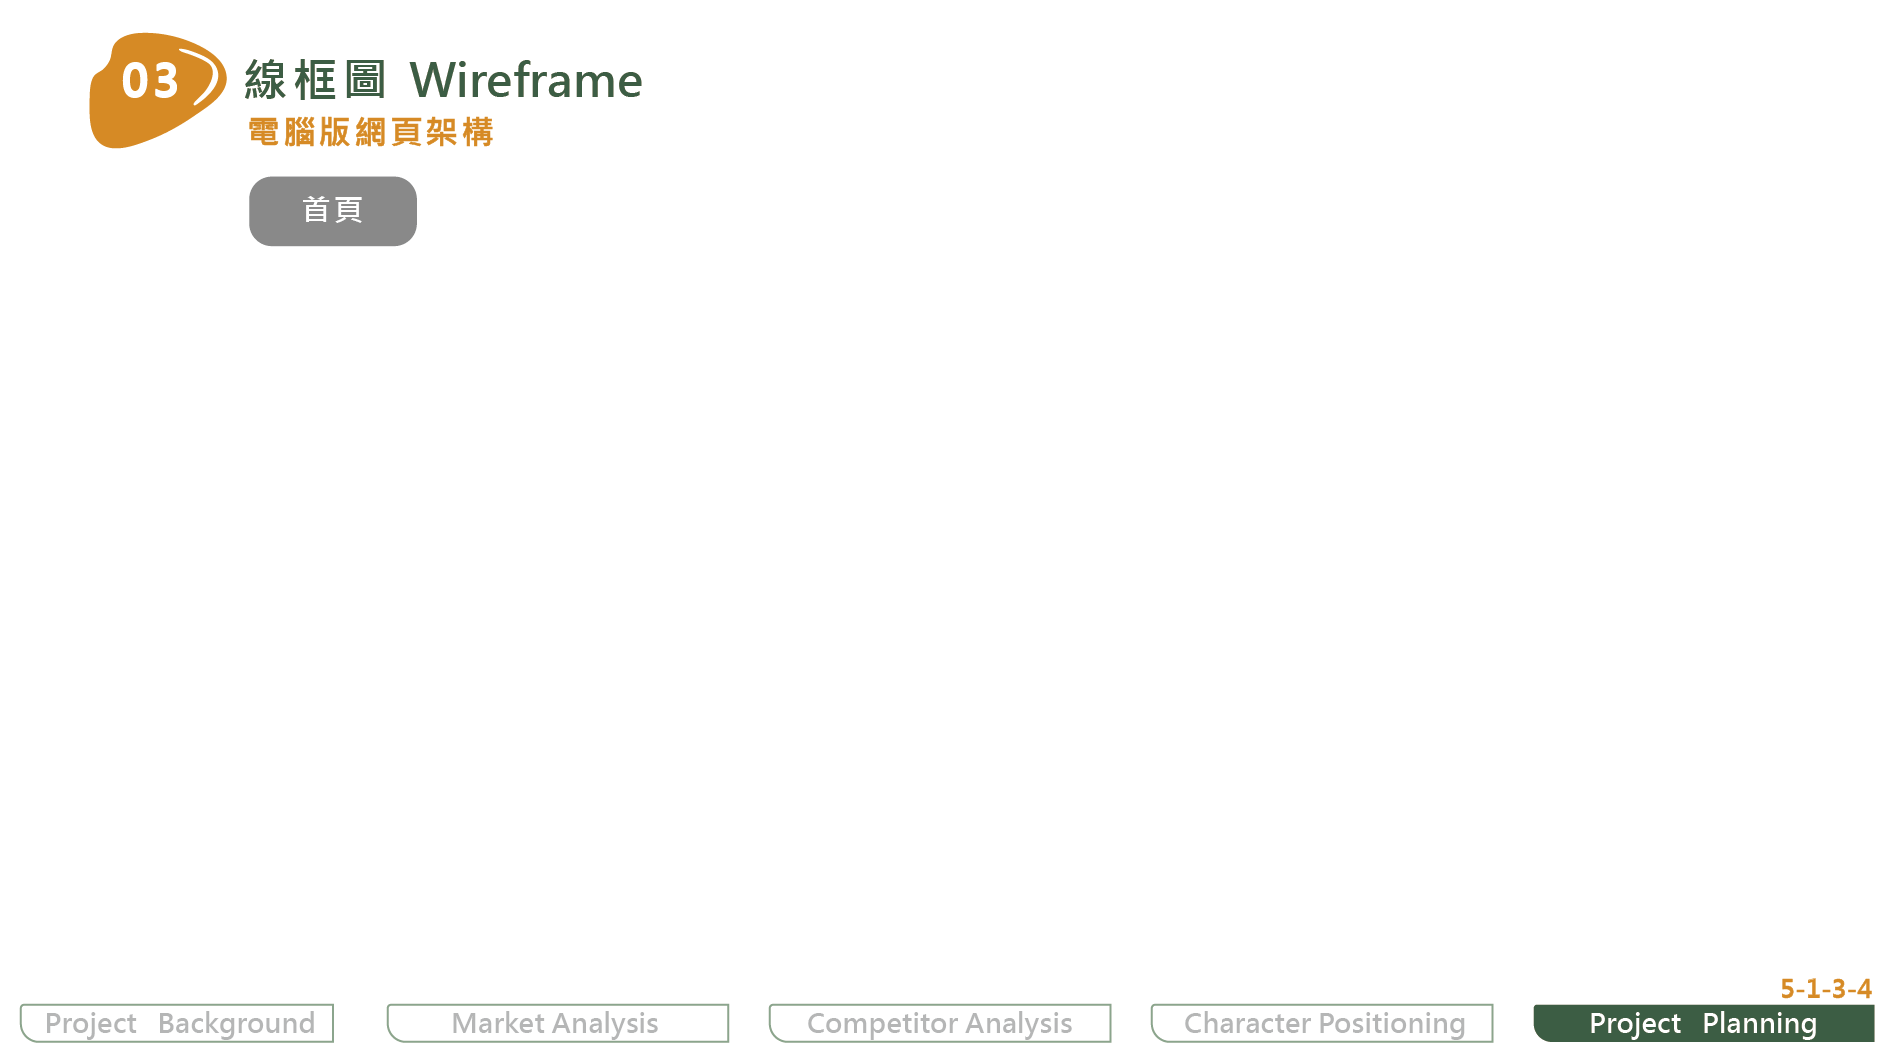 03
線框圖 Wireframe
電腦版網頁架構
首頁
5-1-3-4
Project Background
Market Analysis
Competitor Analysis
Character Positioning
Project Planning